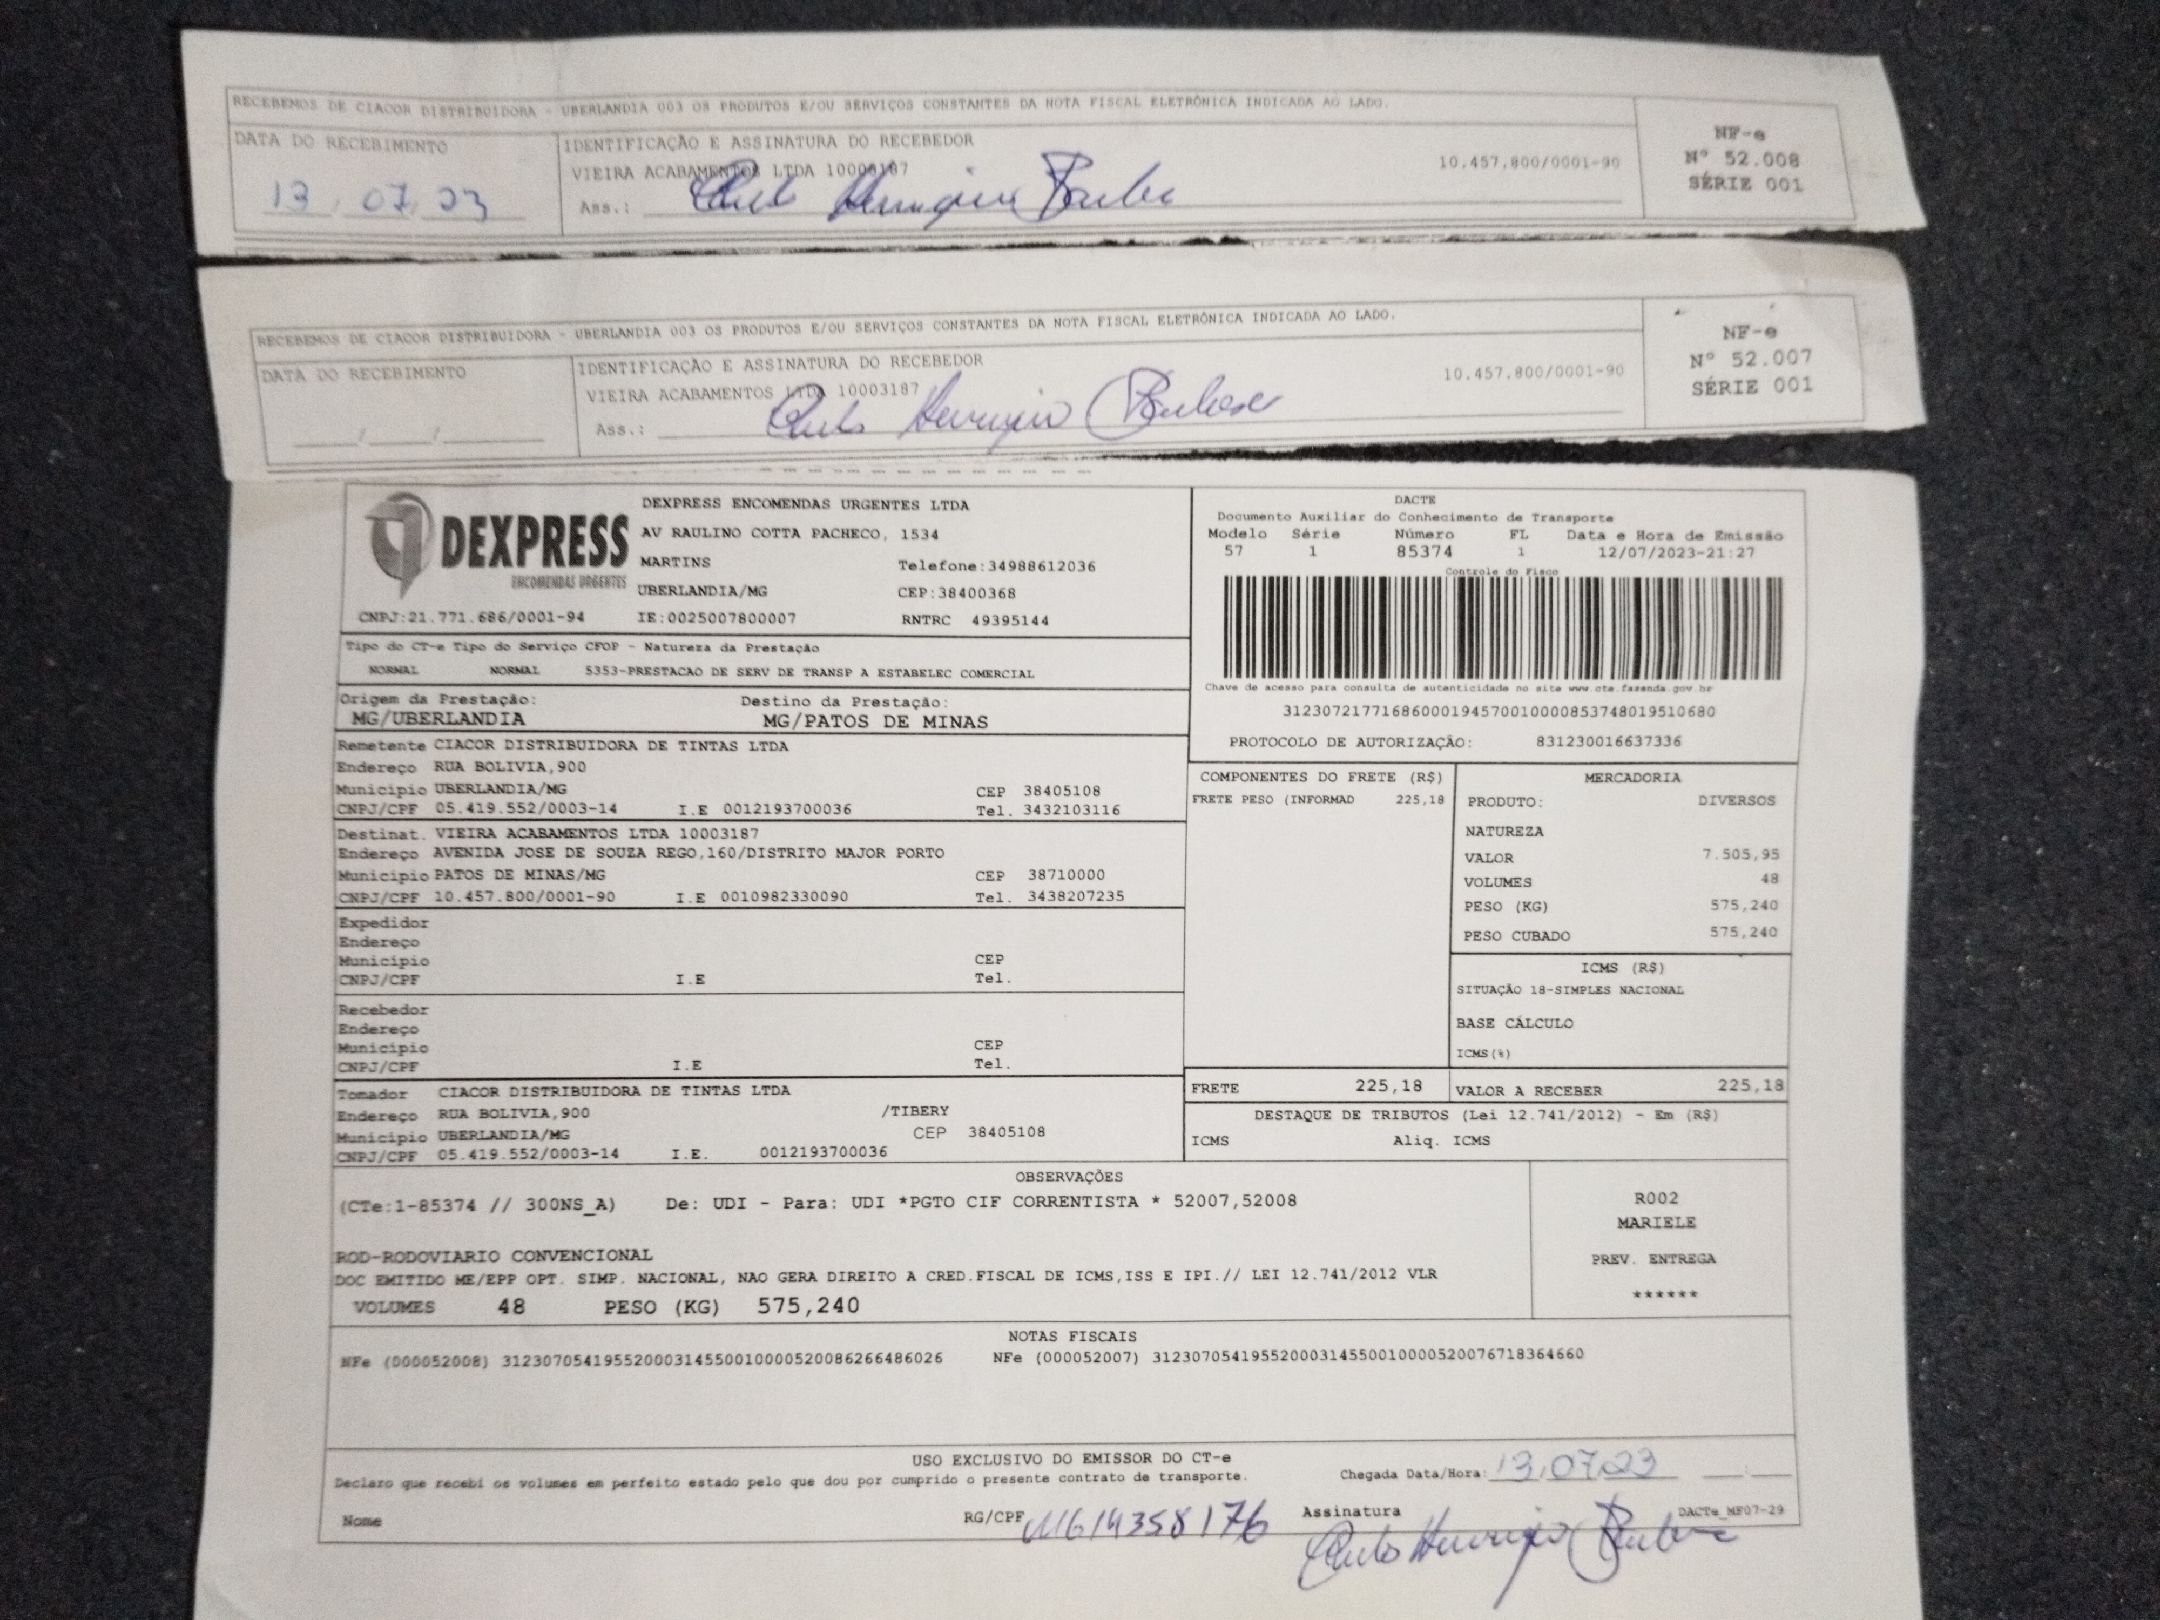 RECEBEMOS DE CIACOR DISTRIBUIDORA - UBERLANDIA 003 OS PRODUTOS E/OU SERVIÇOS CONSTANTES DA NOTA FISCAL ELETRÔNICA INDICADA AO LADO.
DATA DO RECEBIMENTO
13 07 23
IDENTIFICAÇÃO E ASSINATURA DO RECEBEDOR
VIEIRA ACABAMENTOS LTDA 10003187 10.457.800/0001-90
Ass.: Henrique
NF-e
Nº 52.008
SÉRIE 001
RECEBEMOS DE CIACOR DISTRIBUIDORA - UBERLANDIA 003 OS PRODUTOS E/OU SERVIÇOS CONSTANTES DA NOTA FISCAL ELETRÔNICA INDICADA AO LADO.
DATA DO RECEBIMENTO
IDENTIFICAÇÃO E ASSINATURA DO RECEBEDOR
VIEIRA ACABAMENTOS LTDA 10003187 10.457.800/0001-90
Ass.: Henrique
NF-e
Nº 52.007
SÉRIE 001
DEXPRESS
ENCOMENDAS URGENTES
DEXPRESS ENCOMENDAS URGENTES LTDA
AV RAULINO COTTA PACHECO, 1534
MARTINS Telefone:34988612036
UBERLANDIA/MG CEP:38400368
CNPJ:21.771.686/0001-94 IE:0025007800007 RNTRC 49395144
DACTE
Documento Auxiliar do Conhecimento de Transporte
Modelo Série Número FL Data e Hora de Emissão
57 1 85374 1 12/07/2023-21:27
Controle do Fisco
Chave de acesso para consulta de autenticidade no site www.cte.fazenda.gov.br
31230721771686000194570010000853748019510680
PROTOCOLO DE AUTORIZAÇÃO: 831230016637336
Tipo do CT-e Tipo do Serviço CFOP - Natureza da Prestação
NORMAL NORMAL 5353-PRESTACAO DE SERV DE TRANSP A ESTABELEC COMERCIAL
Origem da Prestação: Destino da Prestação:
MG/UBERLANDIA MG/PATOS DE MINAS
Remetente CIACOR DISTRIBUIDORA DE TINTAS LTDA
Endereço RUA BOLIVIA,900
Município UBERLANDIA/MG CEP 38405108
CNPJ/CPF 05.419.552/0003-14 I.E 0012193700036 Tel. 3432103116
Destinat. VIEIRA ACABAMENTOS LTDA 10003187
Endereço AVENIDA JOSE DE SOUZA REGO,160/DISTRITO MAJOR PORTO
Município PATOS DE MINAS/MG CEP 38710000
CNPJ/CPF 10.457.800/0001-90 I.E 0010982330090 Tel. 3438207235
Expedidor
Endereço
Município CEP
CNPJ/CPF I.E Tel.
Recebedor
Endereço
Município CEP
CNPJ/CPF I.E Tel.
Tomador CIACOR DISTRIBUIDORA DE TINTAS LTDA
Endereço RUA BOLIVIA,900 /TIBERY
Município UBERLANDIA/MG CEP 38405108
CNPJ/CPF 05.419.552/0003-14 I.E. 0012193700036
COMPONENTES DO FRETE (R$)
FRETE PESO (INFORMAD 225,18
MERCADORIA
PRODUTO: DIVERSOS
NATUREZA
VALOR 7.505,95
VOLUMES 48
PESO (KG) 575,240
PESO CUBADO 575,240
ICMS (R$)
SITUAÇÃO 18-SIMPLES NACIONAL
BASE CÁLCULO
ICMS(%)
FRETE 225,18 VALOR A RECEBER 225,18
DESTAQUE DE TRIBUTOS (Lei 12.741/2012) - Em (R$)
ICMS Aliq. ICMS
OBSERVAÇÕES
(CTe:1-85374 // 300NS_A) De: UDI - Para: UDI *PGTO CIF CORRENTISTA * 52007,52008
ROD-RODOVIARIO CONVENCIONAL
DOC EMITIDO ME/EPP OPT. SIMP. NACIONAL, NAO GERA DIREITO A CRED.FISCAL DE ICMS,ISS E IPI.// LEI 12.741/2012 VLR
VOLUMES 48 PESO (KG) 575,240
R002
MARIELE
PREV. ENTREGA
******
NOTAS FISCAIS
NFe (000052008) 31230705419552000314550010000520086266486026 NFe (000052007) 31230705419552000314550010000520076718364660
USO EXCLUSIVO DO EMISSOR DO CT-e
Declaro que recebi os volumes em perfeito estado pelo que dou por cumprido o presente contrato de transporte.
Chegada Data/Hora: 13,07,23
Nome RG/CPF MG14358176 Assinatura DACTe_MF07-29
Henrique